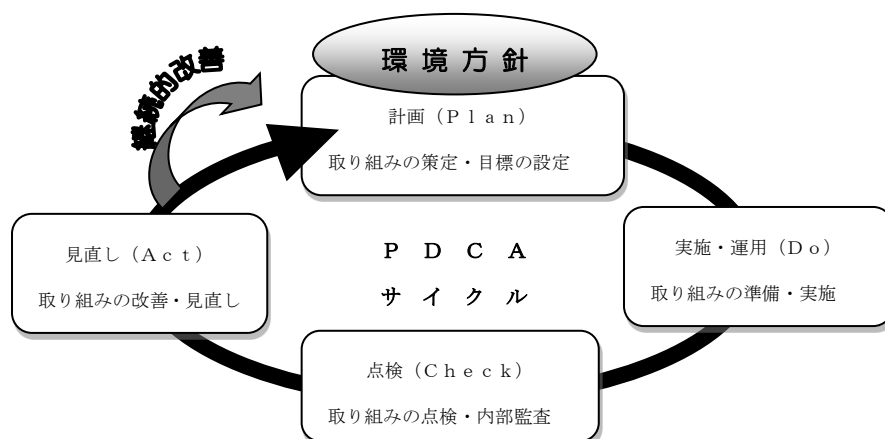 継続的改善
環境方針
計画（Ｐｌａｎ）
取り組みの策定・目標の設定
見直し（Ａｃｔ）
取り組みの改善・見直し
ＰＤＣＡ
サイクル
実施・運用（Ｄｏ）
取り組みの準備・実施
点検（Ｃｈｅｃｋ）
取り組みの点検・内部監査